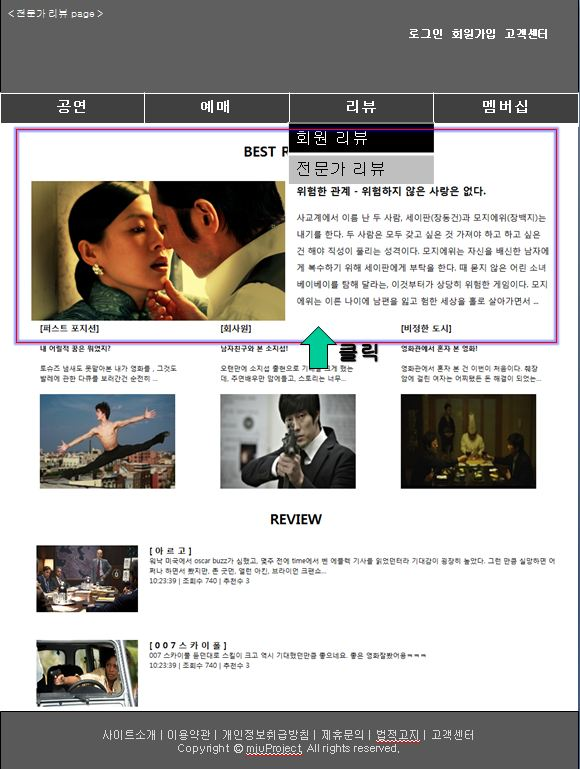 < 전문가 리뷰 page >
로그인 회원가입 고객센터
공연 예매 리뷰 멤버십
회원 리뷰
BEST R
전문가 리뷰
위험한 관계 - 위험하지 않은 사랑은 없다.
사교계에서 이름 난 두 사람, 세이판(장동건)과 모지에위(장백지)는
내기를 한다. 두 사람은 모두 갖고 싶은 것 가져야 하고 하고 싶은
건 해야 직성이 풀리는 성격이다. 모지에위는 자신을 배신한 남자에
게 복수하기 위해 세이판에게 부탁을 한다. 때 묻지 않은 어린 소녀
베이베이를 탐해 달라는, 이것부터가 상당히 위험한 게임이다. 모지
에위는 이른 나이에 남편을 잃고 험한 세상을 홀로 살아가면서 ...
[퍼스트 포지션]
내 어릴적 꿈은 뭐였지?
토슈즈 냄새도 못맡아본 내가 영화를 , 그것도
발레에 관한 다큐를 보러간건 순전히 ...
[회사원]
남자친구와 본 소지섭!
오랜만에 소지섭 출연으로 기대를 크게 했는
데, 주연배우만 앞에들고, 스토리는 너무...
[비정한 도시]
영화관에서 혼자 본 영화!
영화관에서 혼자 본 건 이번이 처음이다. 췌장
암에 걸린 여자는 어찌됐든 돈 해결이 되었는...
클릭
REVIEW
[ 아 르 고 ]
워낙 미국에서 oscar buzz가 심했고, 몇주 전에 time에서 벤 에플렉 기사를 읽었던터라 기대감이 굉장히 높았다. 그런 만큼 실망하면 어
쩌나 하면서 봤지만, 존 굿먼, 앨런 아킨, 브라이언 크랜스...
10:23:39 | 조회수 740 | 추천수 3
[ 0 0 7 스 카 이 폴 ]
007 스카이폴 듣던대로 스킬이 크고 역시 기대했던만큼 좋으네요. 좋은 영화잘봤어용ㅋㅋㅋ
10:23:39 | 조회수 740 | 추천수 3
사이트소개 | 이용약관 | 개인정보취급방침 | 제휴문의 | 법정고지 | 고객센터
Copyright © mjuProject, All rights reserved,